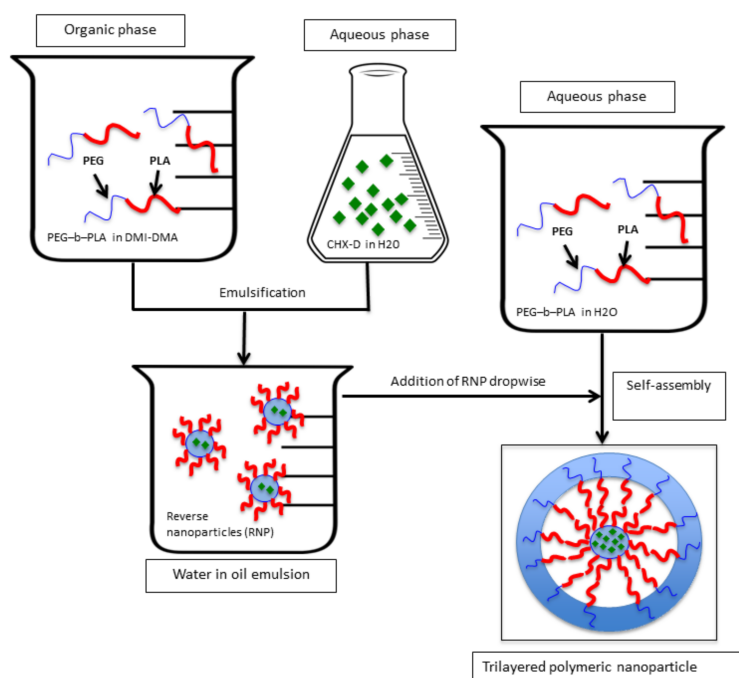 Organic phase
Aqueous phase
Aqueous phase
PEG
PLA
PEG–b–PLA in DMI-DMA
CHX-D in H2O
PEG
PLA
PEG–b–PLA in H2O
Emulsification
Addition of RNP dropwise
Self-assembly
Reverse
nanoparticles (RNP)
Water in oil emulsion
Trilayered polymeric nanoparticle